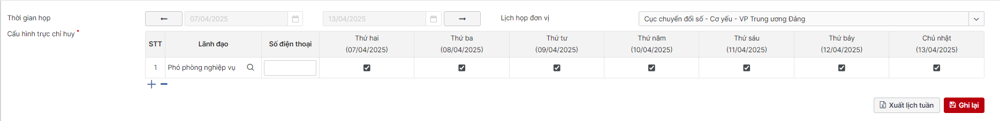 Thời gian họp
07/04/2025
13/04/2025
Lịch họp đơn vị
Cục chuyển đổi số - Cơ yếu - VP Trung ương Đảng
Cấu hình trực chỉ huy *
STT
Lãnh đạo
Số điện thoại
Thứ hai
(07/04/2025)
Thứ ba
(08/04/2025)
Thứ tư
(09/04/2025)
Thứ năm
(10/04/2025)
Thứ sáu
(11/04/2025)
Thứ bảy
(12/04/2025)
Chủ nhật
(13/04/2025)
1
Phó phòng nghiệp vụ
Xuất lịch tuần
Ghi lại